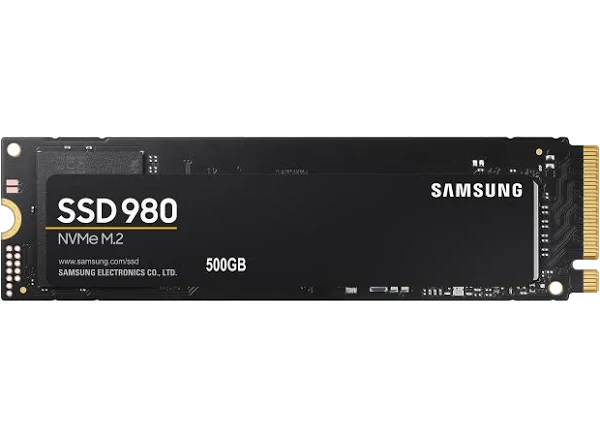 SAMSUNG
SSD 980
NVMe M.2
www.samsung.com/ssd
SAMSUNG ELECTRONICS CO., LTD.
500GB